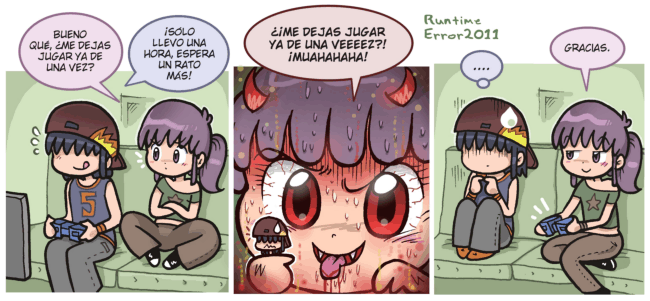 BUENO
QUÉ, ¿ME DEJAS
JUGAR YA DE
UNA VEZ?
¡SÓLO
LLEVO UNA
HORA, ESPERA
UN RATO
MÁS!
¿¡ME DEJAS JUGAR
YA DE UNA VEEEEZ?!
¡MUAHAHAHA!
Runtime
Error2011
....
GRACIAS.
5